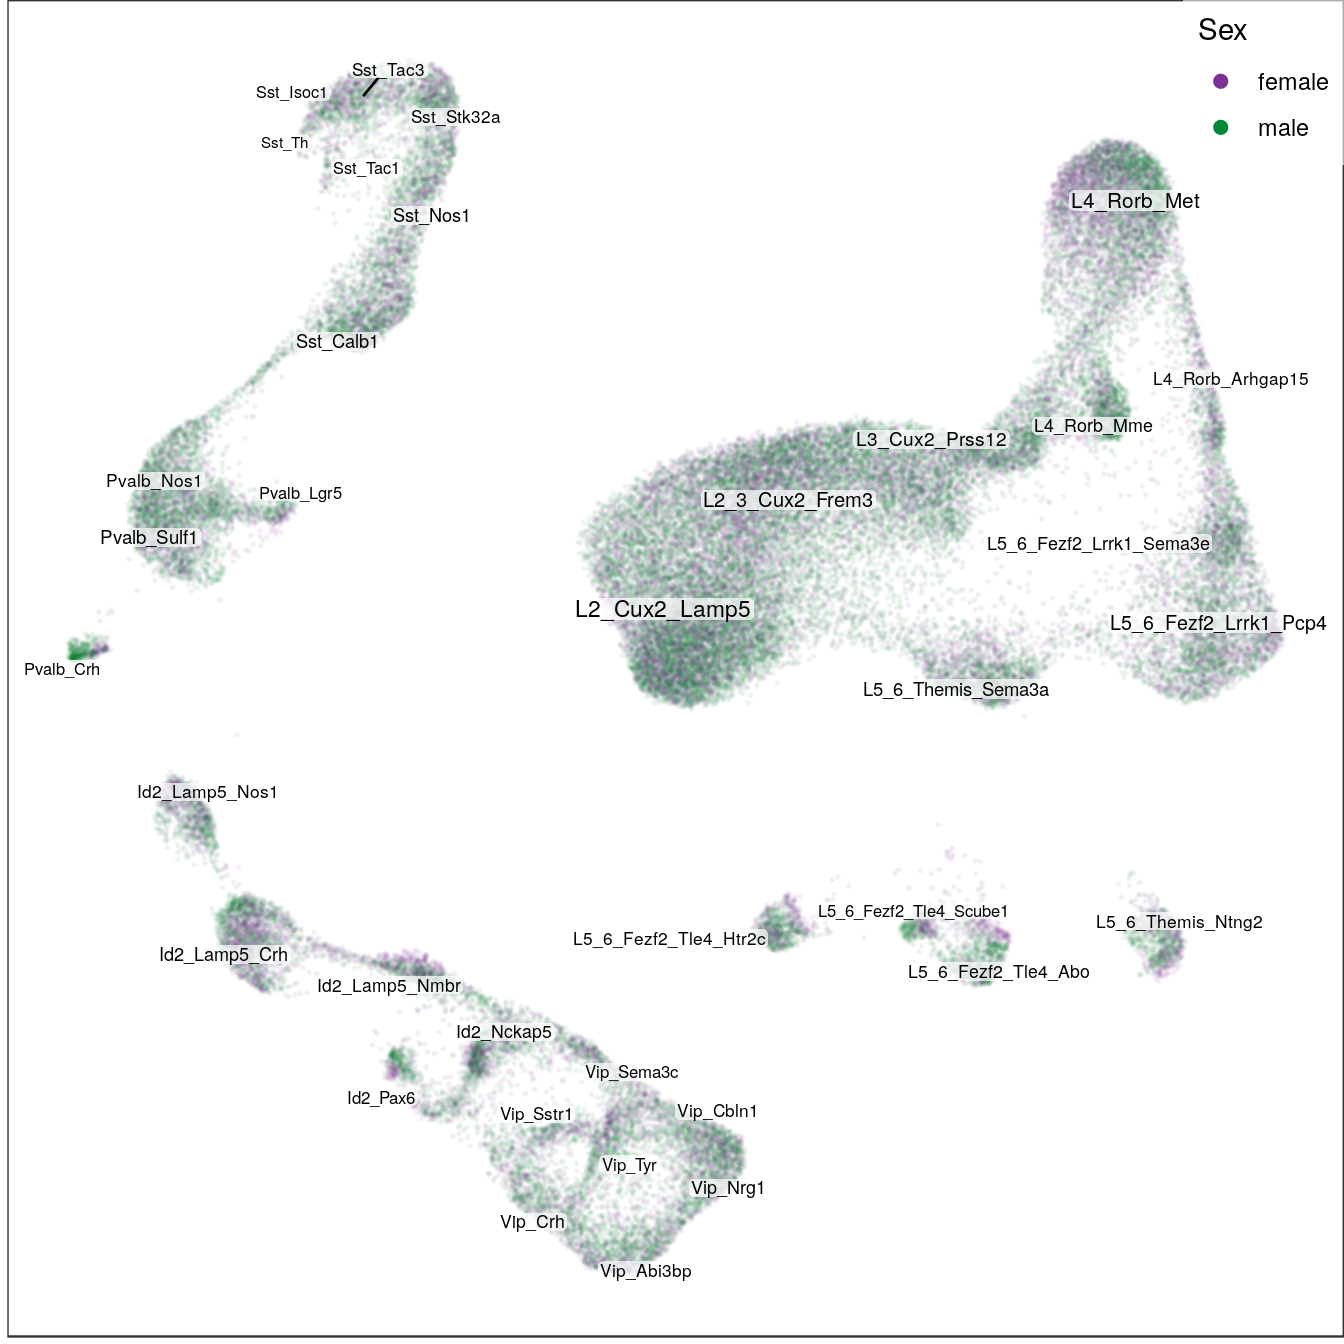 Sex
female
male
Sst_Tac3
Sst_Isoc1
Sst_Stk32a
Sst_Th
Sst_Tac1
L4_Rorb_Met
Sst_Nos1
Sst_Calb1
L4_Rorb_Arhgap15
L4_Rorb_Mme
L3_Cux2_Prss12
Pvalb_Nos1
Pvalb_Lgr5
L2_3_Cux2_Frem3
Pvalb_Sulf1
L5_6_Fezf2_Lrrk1_Sema3e
L2_Cux2_Lamp5
L5_6_Fezf2_Lrrk1_Pcp4
Pvalb_Crh
L5_6_Themis_Sema3a
Id2_Lamp5_Nos1
L5_6_Fezf2_Tle4_Scube1
L5_6_Themis_Ntng2
L5_6_Fezf2_Tle4_Htr2c
Id2_Lamp5_Crh
L5_6_Fezf2_Tle4_Abo
Id2_Lamp5_Nmbr
Id2_Nckap5
Vip_Sema3c
Id2_Pax6
Vip_Sstr1
Vip_Cbln1
Vip_Tyr
Vip_Nrg1
Vip_Crh
Vip_Abi3bp